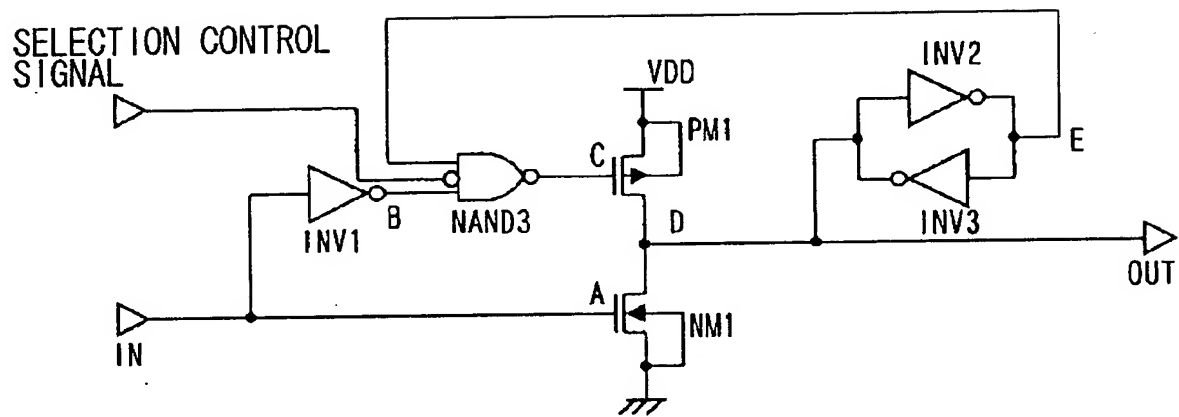 SELECTION CONTROL
SIGNAL
INV2
VDD
PM1
E
C
B
NAND3
INV1
D
INV3
OUT
A
NM1
IN